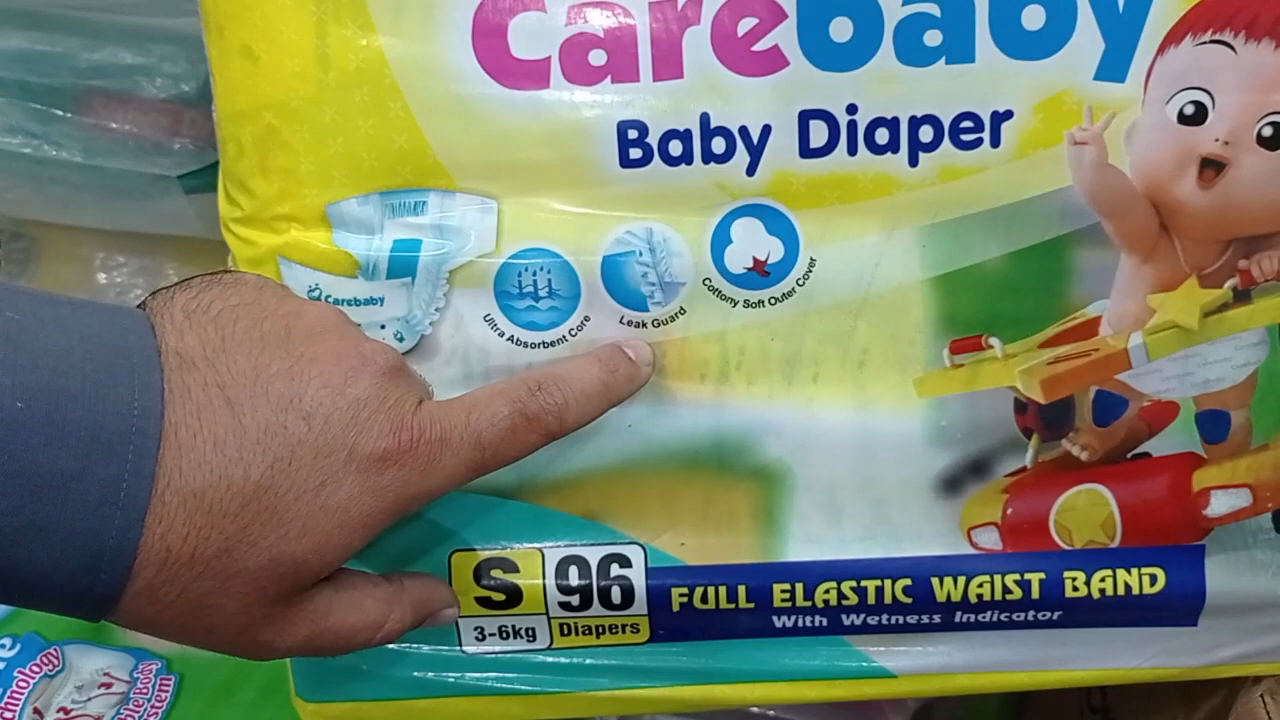 Carebaby
Baby Diaper
Carebaby
Ultra Absorbent Core
Leak Guard
Cottony Soft Outer Cover
S 96
3-6kg Diapers
FULL ELASTIC WAIST BAND
With Wetness Indicator